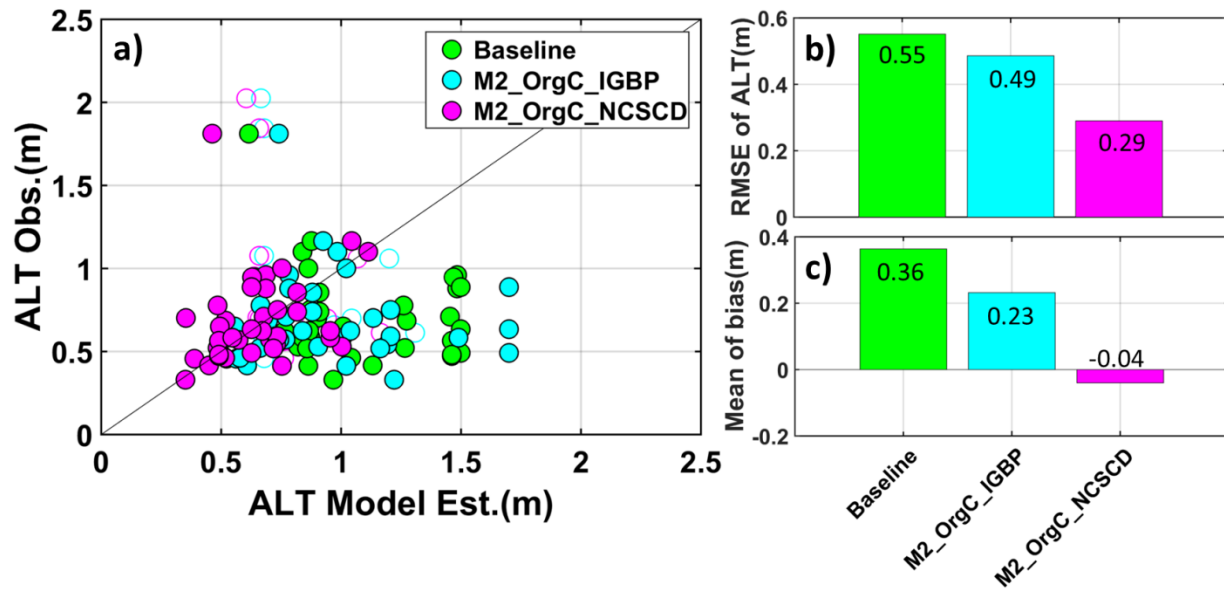 a)
2.5
2
1.5
1
0.5
0
0
0.5
1
1.5
2
2.5
ALT Obs.(m)
ALT Model Est.(m)
Baseline
M2_OrgC_IGBP
M2_OrgC_NCSCD
b)
0.6
0.4
0.2
0
RMSE of ALT(m)
0.55
0.49
0.29
c)
0.4
0.2
0
-0.2
Mean of bias(m)
0.36
0.23
-0.04
Baseline
M2_OrgC_IGBP
M2_OrgC_NCSCD